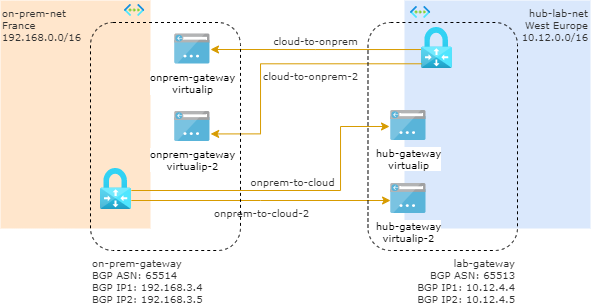 on-prem-net
France
192.168.0.0/16
hub-lab-net
West Europe
10.12.0.0/16
cloud-to-onprem
onprem-gateway
virtualip
cloud-to-onprem-2
onprem-gateway
virtualip-2
hub-gateway
virtualip
onprem-to-cloud
onprem-to-cloud-2
hub-gateway
virtualip-2
on-prem-gateway
BGP ASN: 65514
BGP IP1: 192.168.3.4
BGP IP2: 192.168.3.5
lab-gateway
BGP ASN: 65513
BGP IP1: 10.12.4.4
BGP IP2: 10.12.4.5